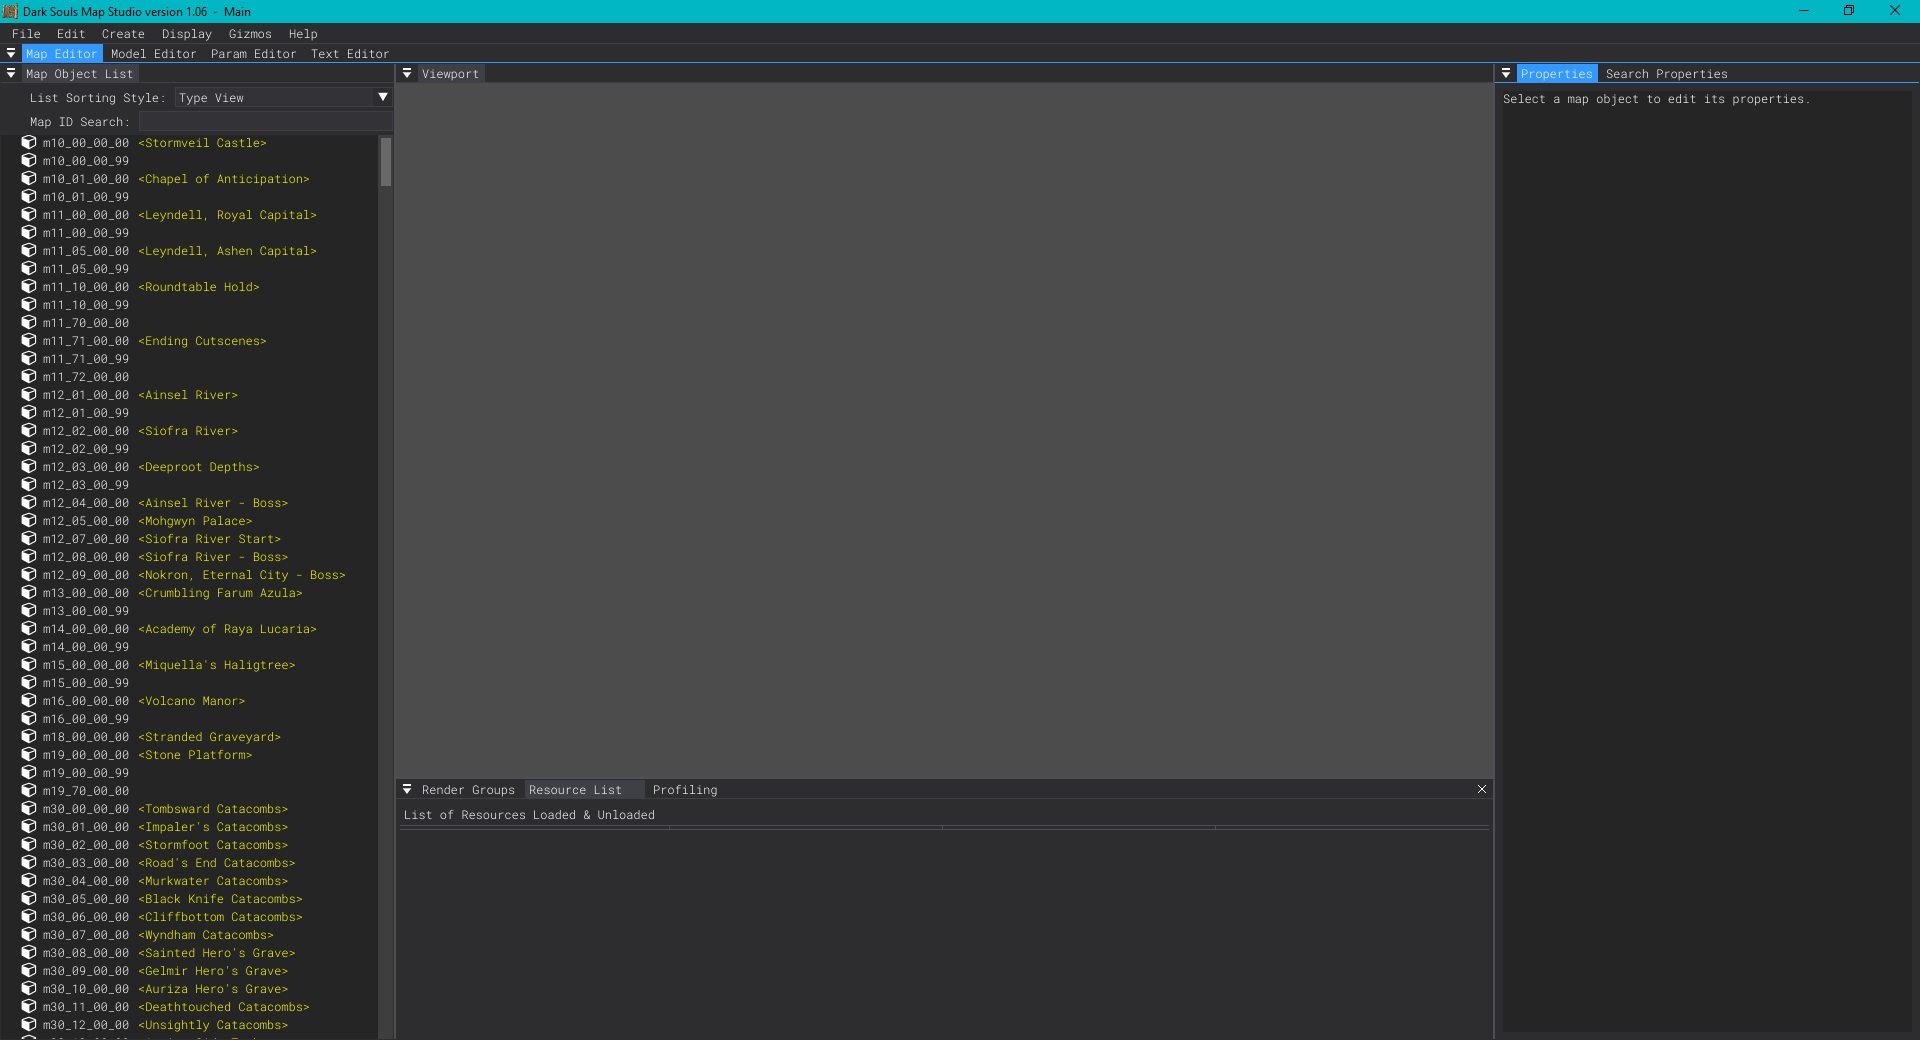 Dark Souls Map Studio version 1.06 - Main
File Edit Create Display Gizmos Help
Map Editor Model Editor Param Editor Text Editor
Map Object List
List Sorting Style: Type View
Map ID Search:
m10_00_00_00 <Stormveil Castle>
m10_00_00_99
m10_01_00_00 <Chapel of Anticipation>
m10_01_00_99
m11_00_00_00 <Leyndell, Royal Capital>
m11_00_00_99
m11_05_00_00 <Leyndell, Ashen Capital>
m11_05_00_99
m11_10_00_00 <Roundtable Hold>
m11_10_00_99
m11_70_00_00
m11_71_00_00 <Ending Cutscenes>
m11_71_00_99
m11_72_00_00
m12_01_00_00 <Ainsel River>
m12_01_00_99
m12_02_00_00 <Siofra River>
m12_02_00_99
m12_03_00_00 <Deeproot Depths>
m12_03_00_99
m12_04_00_00 <Ainsel River - Boss>
m12_05_00_00 <Mohgwyn Palace>
m12_07_00_00 <Siofra River Start>
m12_08_00_00 <Siofra River - Boss>
m12_09_00_00 <Nokron, Eternal City - Boss>
m13_00_00_00 <Crumbling Farum Azula>
m13_00_00_99
m14_00_00_00 <Academy of Raya Lucaria>
m14_00_00_99
m15_00_00_00 <Miquella's Haligtree>
m15_00_00_99
m16_00_00_00 <Volcano Manor>
m16_00_00_99
m18_00_00_00 <Stranded Graveyard>
m19_00_00_00 <Stone Platform>
m19_00_00_99
m19_70_00_00
m30_00_00_00 <Tombsward Catacombs>
m30_01_00_00 <Impaler's Catacombs>
m30_02_00_00 <Stormfoot Catacombs>
m30_03_00_00 <Road's End Catacombs>
m30_04_00_00 <Murkwater Catacombs>
m30_05_00_00 <Black Knife Catacombs>
m30_06_00_00 <Cliffbottom Catacombs>
m30_07_00_00 <Wyndham Catacombs>
m30_08_00_00 <Sainted Hero's Grave>
m30_09_00_00 <Gelmir Hero's Grave>
m30_10_00_00 <Auriza Hero's Grave>
m30_11_00_00 <Deathtouched Catacombs>
m30_12_00_00 <Unsightly Catacombs>
Viewport
Render Groups Resource List Profiling
List of Resources Loaded & Unloaded
Properties Search Properties
Select a map object to edit its properties.